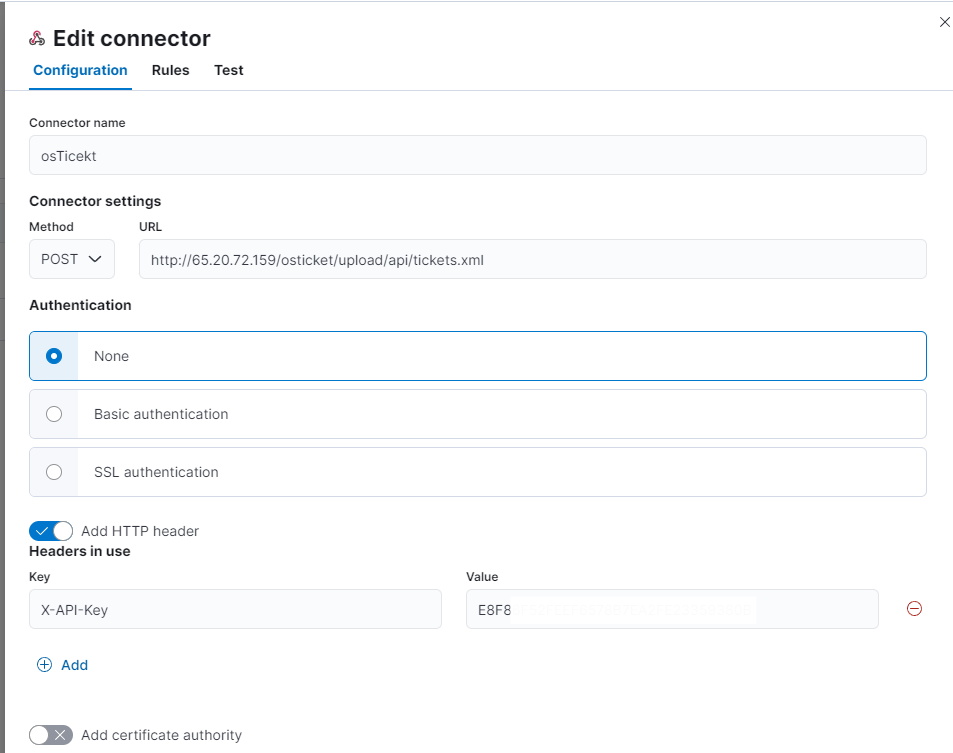 Edit connector
Configuration Rules Test
Connector name
osTicekt
Connector settings
Method URL
POST http://65.20.72.159/osticket/upload/api/tickets.xml
Authentication
None
Basic authentication
SSL authentication
Add HTTP header
Headers in use
Key Value
X-API-Key E8F8
Add
Add certificate authority